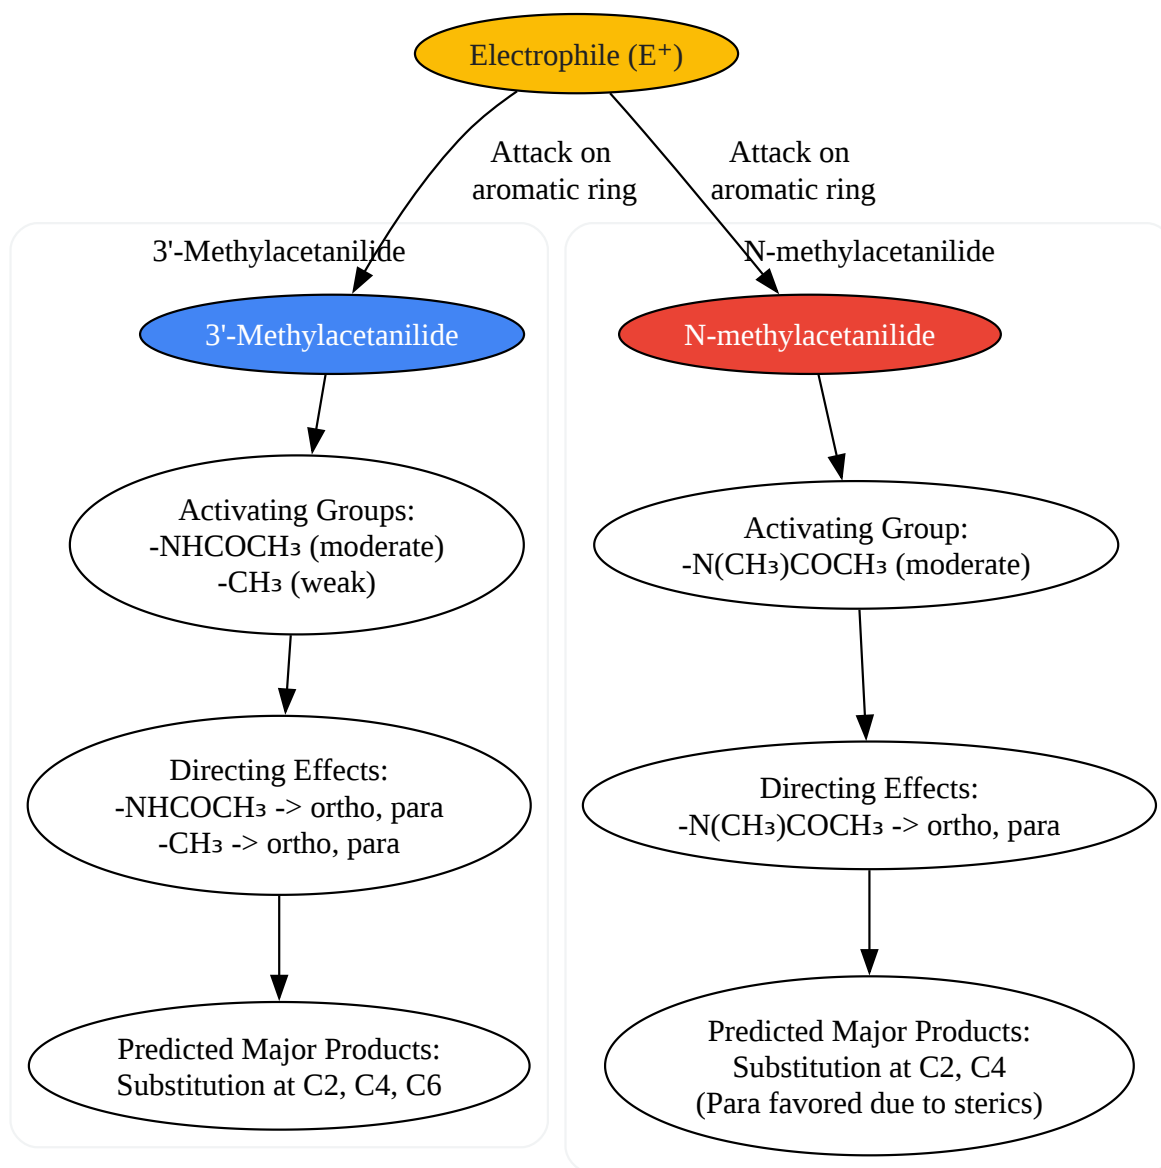 Electrophile (E⁺)
Attack on
aromatic ring
Attack on
aromatic ring
3'-Methylacetanilide
3'-Methylacetanilide
Activating Groups:
-NHCOCH₃ (moderate)
-CH₃ (weak)
Directing Effects:
-NHCOCH₃ -> ortho, para
-CH₃ -> ortho, para
Predicted Major Products:
Substitution at C2, C4, C6
N-methylacetanilide
N-methylacetanilide
Activating Group:
-N(CH₃)COCH₃ (moderate)
Directing Effects:
-N(CH₃)COCH₃ -> ortho, para
Predicted Major Products:
Substitution at C2, C4
(Para favored due to sterics)